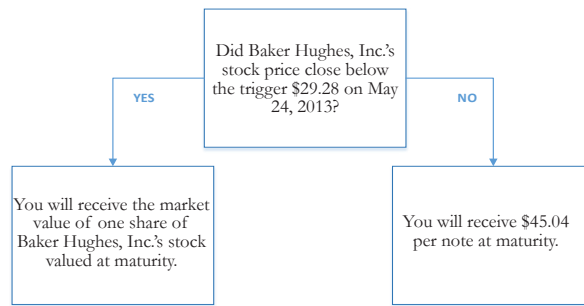 Did Baker Hughes, Inc.'s
stock price close below
the trigger $29.28 on May
24, 2013?
YES
NO
You will receive the market
value of one share of
Baker Hughes, Inc.'s stock
valued at maturity.
You will receive $45.04
per note at maturity.